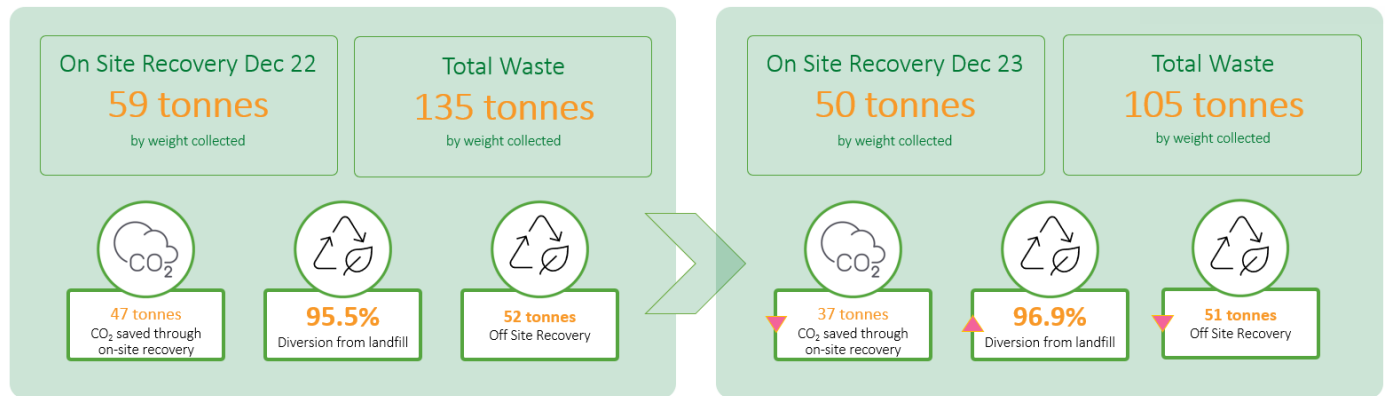 On Site Recovery Dec 22
59 tonnes
by weight collected
Total Waste
135 tonnes
by weight collected
CO2
47 tonnes
CO₂ saved through
on-site recovery
95.5%
Diversion from landfill
52 tonnes
Off Site Recovery
On Site Recovery Dec 23
50 tonnes
by weight collected
Total Waste
105 tonnes
by weight collected
CO2
37 tonnes
CO₂ saved through
on-site recovery
96.9%
Diversion from landfill
51 tonnes
Off Site Recovery